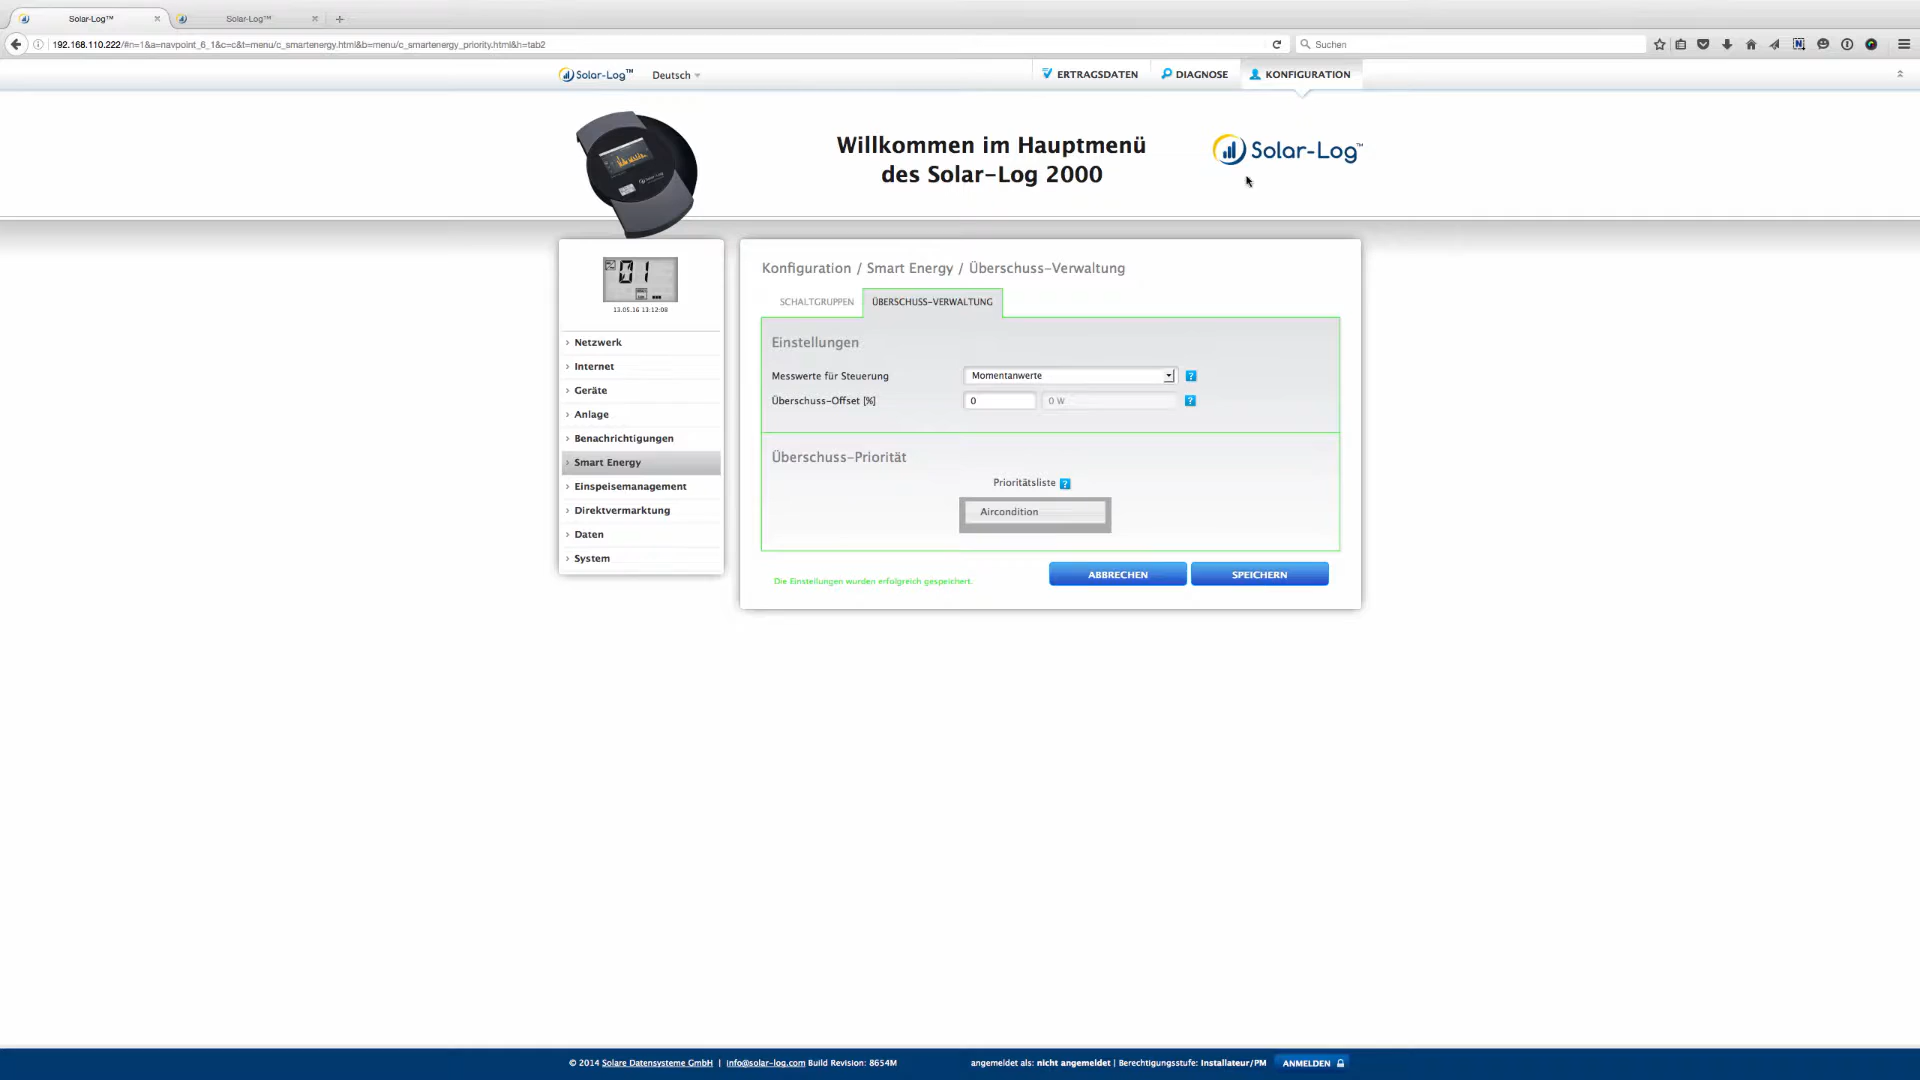 Solar-Log™
Solar-Log™
192.168.110.222/#n=1&a=navpoint_6_1&c=c&t=menu/c_smartenergy.html&b=menu/c_smartenergy_priority.html&h=tab2
Suchen
Solar-Log™
Deutsch
ERTRAGSDATEN
DIAGNOSE
KONFIGURATION
Willkommen im Hauptmenü
des Solar-Log 2000
Solar-Log™
01
13.05.16 13:12:08
Netzwerk
Internet
Geräte
Anlage
Benachrichtigungen
Smart Energy
Einspeisemanagement
Direktvermarktung
Daten
System
Konfiguration / Smart Energy / Überschuss-Verwaltung
SCHALTGRUPPEN
ÜBERSCHUSS-VERWALTUNG
Einstellungen
Messwerte für Steuerung
Momentanwerte
?
Überschuss-Offset [%]
0
0 W
?
Überschuss-Priorität
Prioritätsliste ?
Aircondition
Die Einstellungen wurden erfolgreich gespeichert.
ABBRECHEN
SPEICHERN
© 2014 Solare Datensysteme GmbH | info@solar-log.com Build Revision: 8654M
angemeldet als: nicht angemeldet | Berechtigungsstufe: Installateur/PM
ANMELDEN